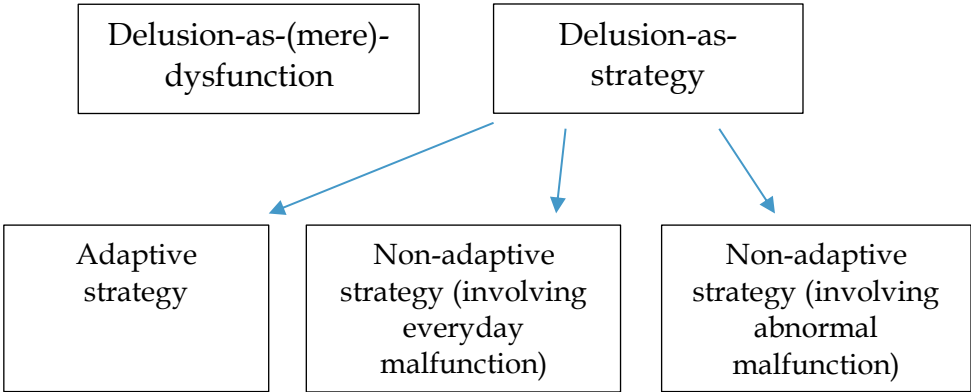 Delusion-as-(mere)-
dysfunction
Delusion-as-
strategy
Adaptive
strategy
Non-adaptive
strategy (involving
everyday
malfunction)
Non-adaptive
strategy (involving
abnormal
malfunction)